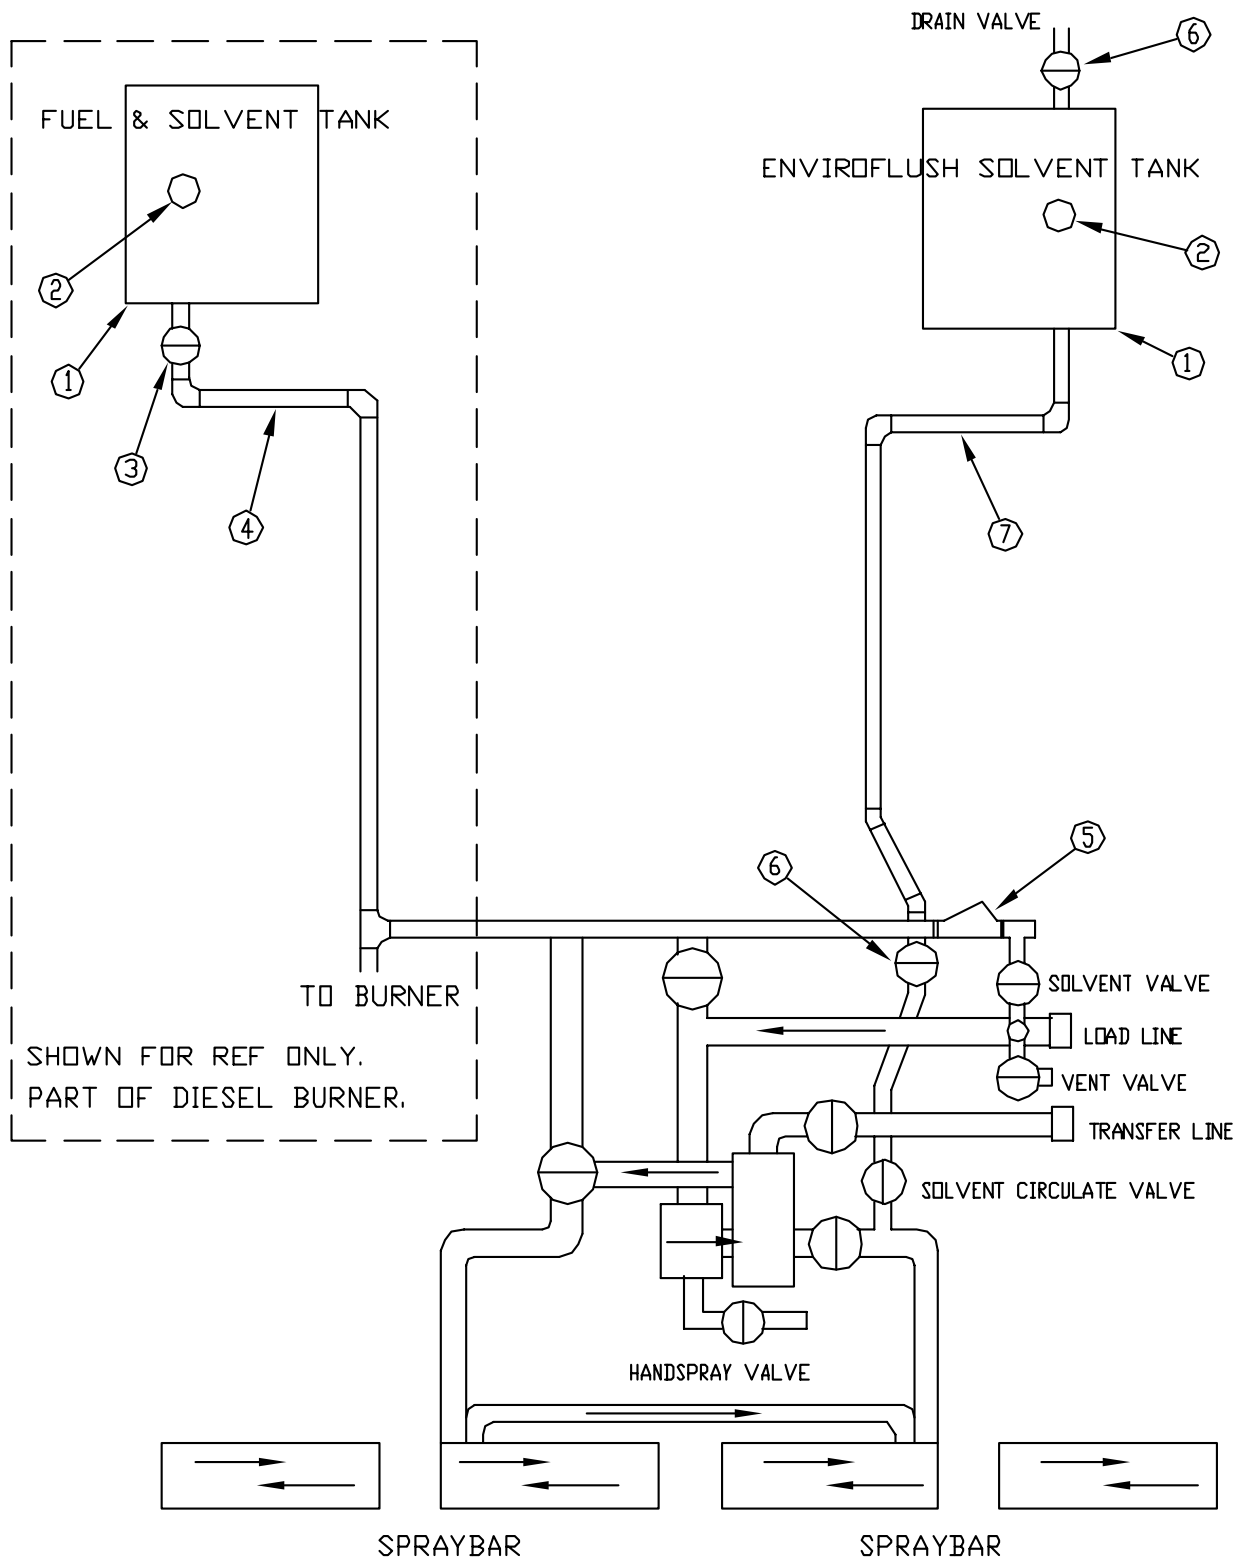 DRAIN VALVE
6
FUEL & SOLVENT TANK
ENVIROFLUSH SOLVENT TANK
2
2
1
1
3
4
7
5
6
TO BURNER
SOLVENT VALVE
LOAD LINE
SHOWN FOR REF ONLY.
PART OF DIESEL BURNER.
VENT VALVE
TRANSFER LINE
SOLVENT CIRCULATE VALVE
HANDSPRAY VALVE
SPRAYBAR
SPRAYBAR